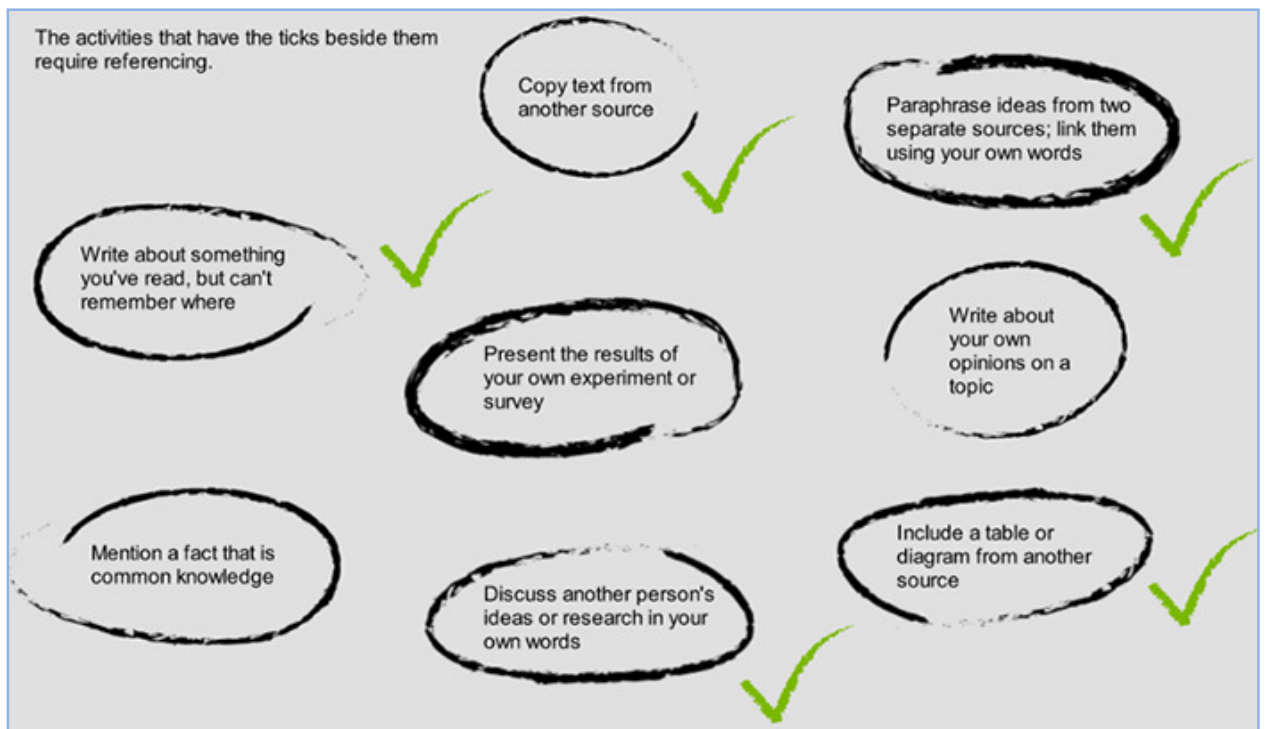 The activities that have the ticks beside them
require referencing.
Copy text from
another source
Paraphrase ideas from two
separate sources; link them
using your own words
Write about something
you've read, but can't
remember where
Present the results of
your own experiment or
survey
Write about
your own
opinions on a
topic
Mention a fact that is
common knowledge
Discuss another person's
ideas or research in your
own words
Include a table or
diagram from another
source